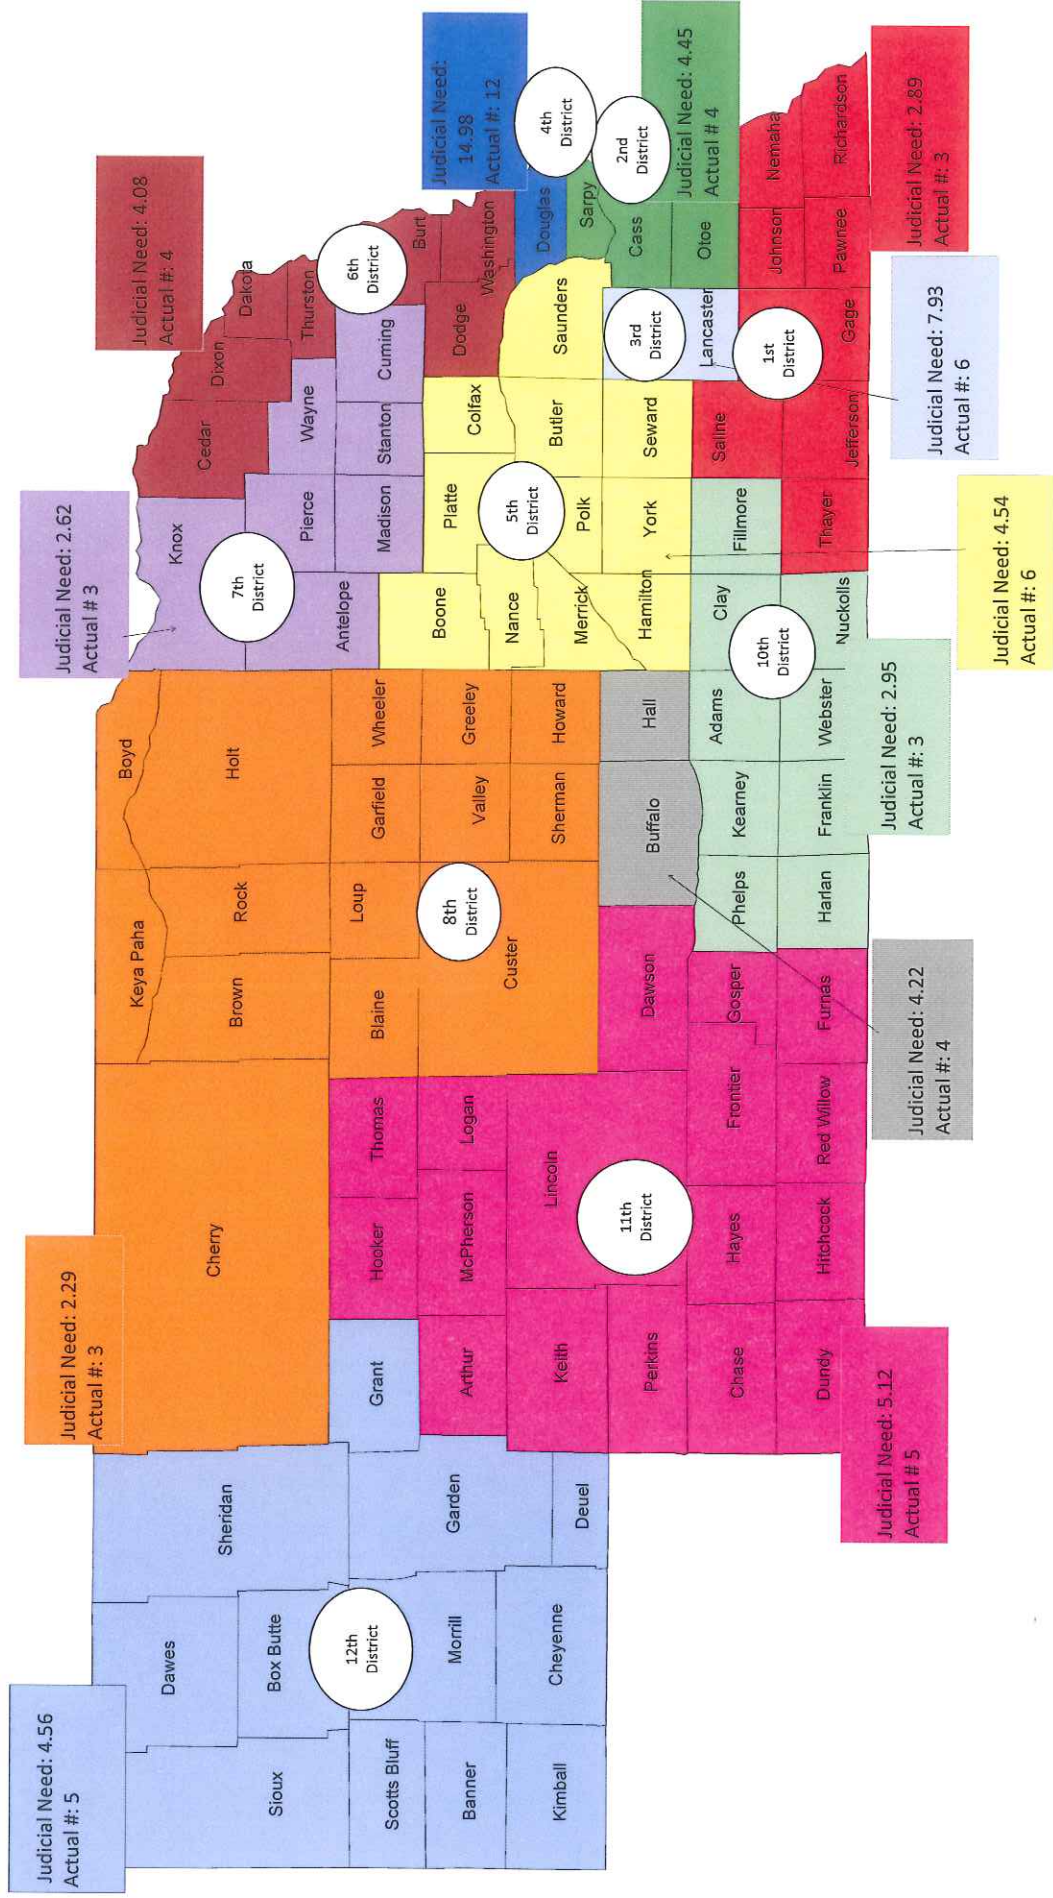 Judicial Need: 4.56
Actual #: 5
Judicial Need: 2.29
Actual #: 3
Judicial Need: 2.62
Actual # 3
Judicial Need: 4.08
Actual #: 4
Judicial Need:
14.98
Actual #: 12
Judicial Need: 4.45
Actual # 4
Judicial Need: 2.89
Actual #: 3
Judicial Need: 7.93
Actual #: 6
Judicial Need: 4.54
Actual #: 6
Judicial Need: 2.95
Actual #: 3
Judicial Need: 4.22
Actual #: 4
Judicial Need: 5.12
Actual # 5
Sioux
Dawes
Box Butte
Sheridan
Scotts Bluff
Banner
Kimball
Morrill
Cheyenne
Garden
Deuel
Grant
12th
District
Cherry
Keya Paha
Boyd
Brown
Rock
Holt
Blaine
Loup
Garfield
Wheeler
Custer
Valley
Greeley
Sherman
Howard
8th
District
Hooker
Thomas
Arthur
McPherson
Logan
Keith
Lincoln
Perkins
Dawson
Chase
Hayes
Frontier
Gosper
Dundy
Hitchcock
Red Willow
Furnas
11th
District
Buffalo
Hall
Phelps
Kearney
Adams
Clay
Fillmore
Harlan
Franklin
Webster
Nuckolls
10th
District
Knox
Antelope
Pierce
Wayne
Madison
Stanton
Cuming
7th
District
Cedar
Dixon
Dakota
Thurston
Burt
Dodge
Washington
6th
District
Boone
Platte
Colfax
Nance
Merrick
Polk
Butler
Saunders
Hamilton
York
Seward
5th
District
Douglas
4th
District
Sarpy
Cass
Otoe
2nd
District
Lancaster
3rd
District
Saline
Thayer
Jefferson
Gage
Johnson
Nemaha
Pawnee
Richardson
1st
District